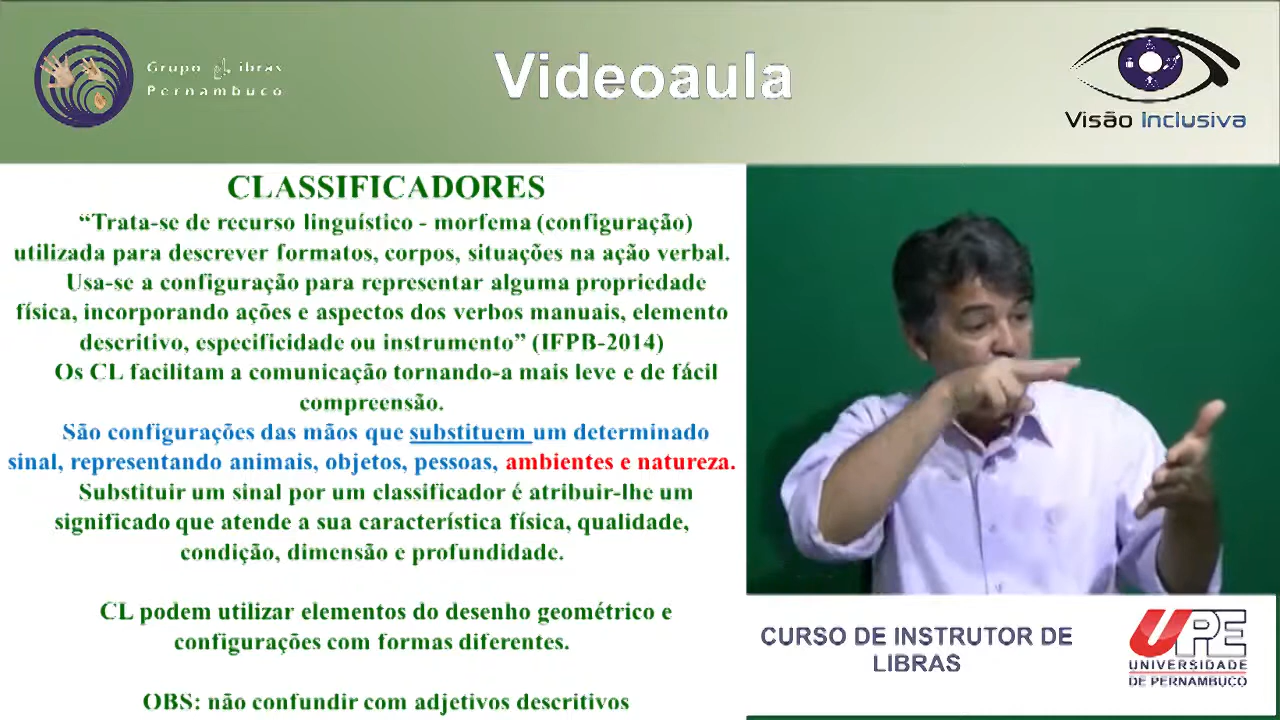 Grupo Libras
Pernambuco
Videoaula
Visão Inclusiva
CLASSIFICADORES
“Trata-se de recurso linguístico - morfema (configuração)
utilizada para descrever formatos, corpos, situações na ação verbal.
Usa-se a configuração para representar alguma propriedade
física, incorporando ações e aspectos dos verbos manuais, elemento
descritivo, especificidade ou instrumento” (IFPB-2014)
Os CL facilitam a comunicação tornando-a mais leve e de fácil
compreensão.
São configurações das mãos que substituem um determinado
sinal, representando animais, objetos, pessoas, ambientes e natureza.
Substituir um sinal por um classificador é atribuir-lhe um
significado que atende a sua característica física, qualidade,
condição, dimensão e profundidade.
CL podem utilizar elementos do desenho geométrico e
configurações com formas diferentes.
OBS: não confundir com adjetivos descritivos
CURSO DE INSTRUTOR DE
LIBRAS
UPE
UNIVERSIDADE
DE PERNAMBUCO